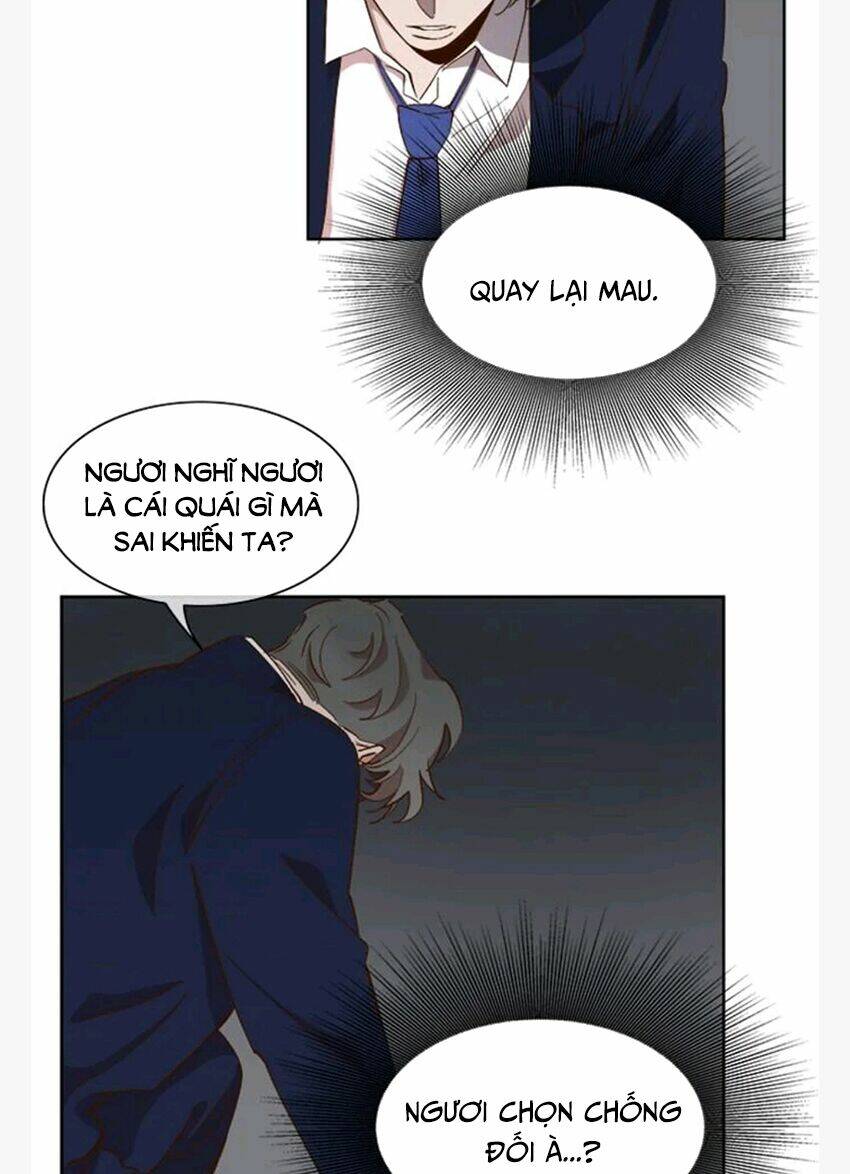 QUAY LẠI MAU.
NGƯƠI NGHĨ NGƯƠI
LÀ CÁI QUÁI GÌ MÀ
SAI KHIẾN TA?
NGƯƠI CHỌN CHỐNG
ĐỐI À...?